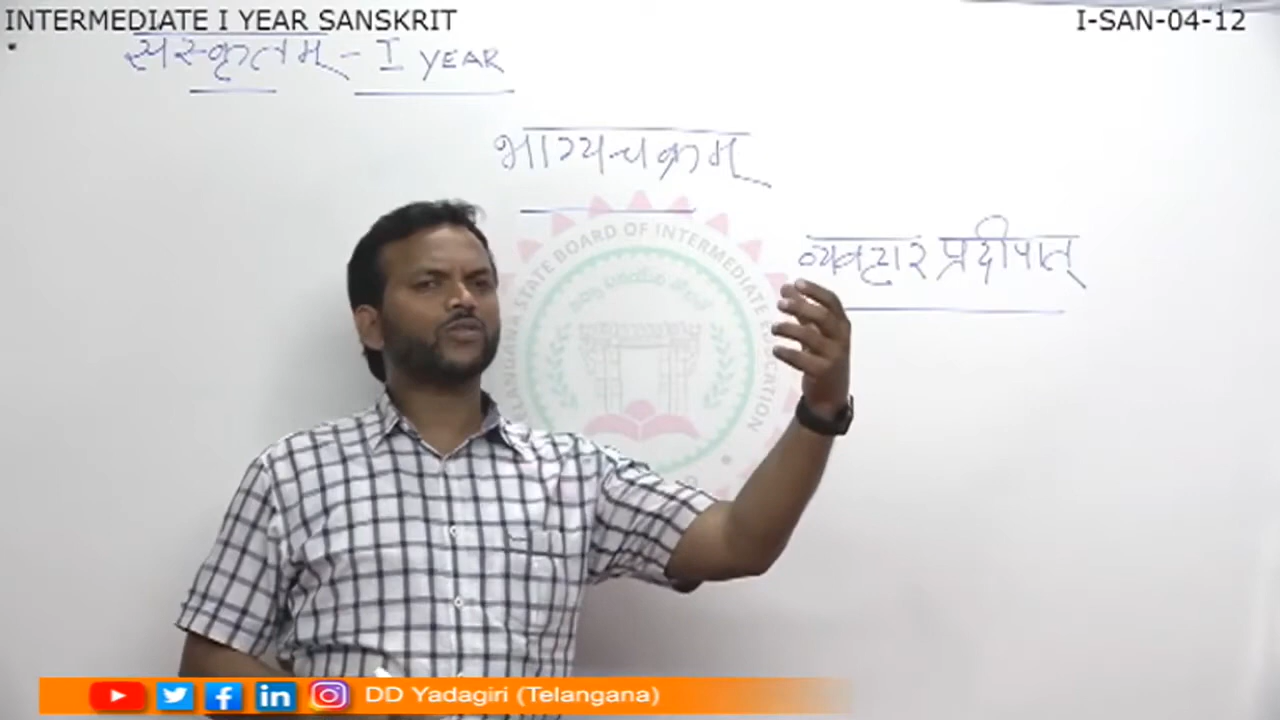 INTERMEDIATE I YEAR SANSKRIT
I-SAN-04-12
संस्कृतम् - I YEAR
भाग्यचक्रम्
व्यवहार प्रदीपात्
TELANGANA STATE BOARD OF INTERMEDIATE EDUCATION
DD Yadagiri (Telangana)